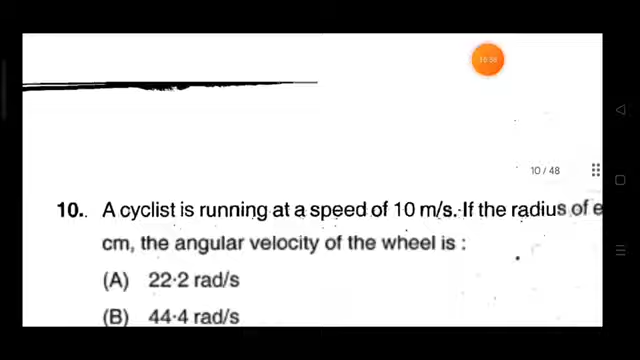 10 / 48
10. A cyclist is running at a speed of 10 m/s. If the radius of
cm, the angular velocity of the wheel is :
(A) 22·2 rad/s
(B) 44·4 rad/s